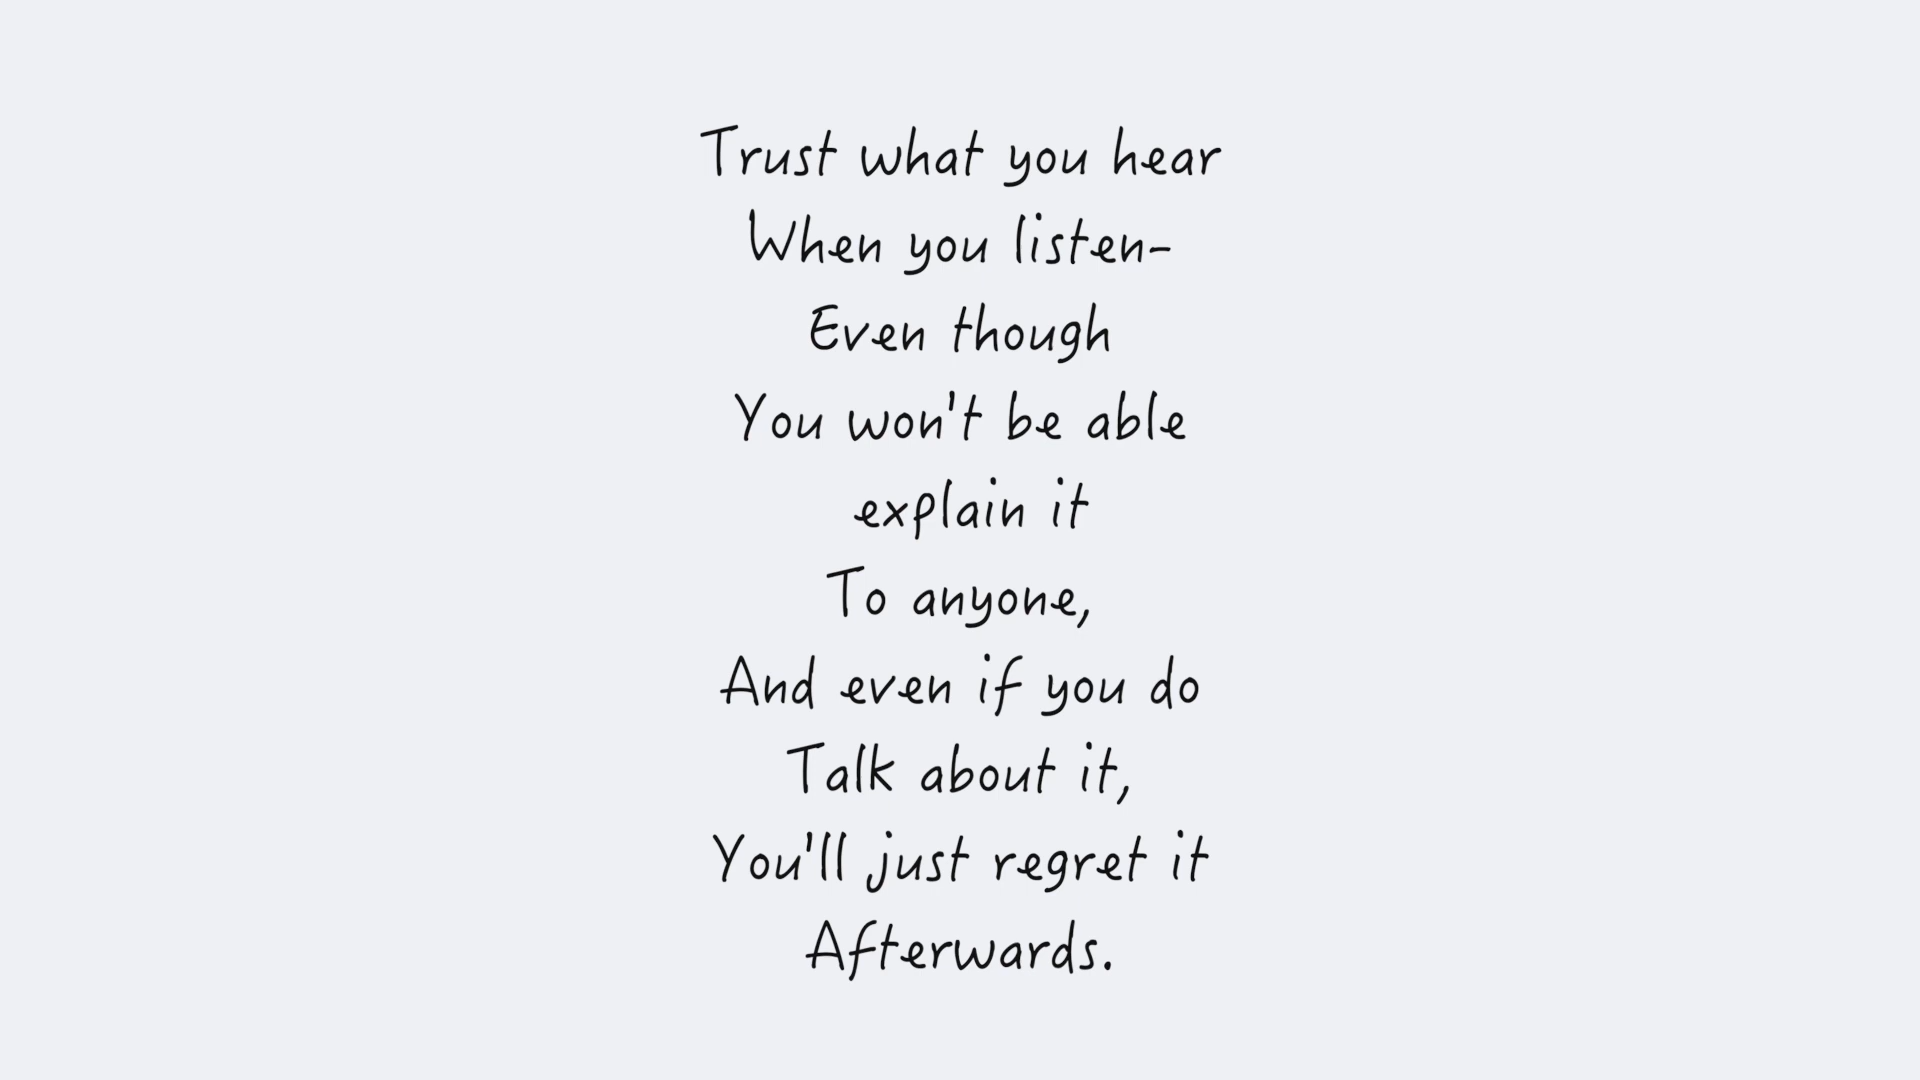 Trust what you hear
When you listen-
Even though
You won't be able
explain it
To anyone,
And even if you do
Talk about it,
You'll just regret it
Afterwards.